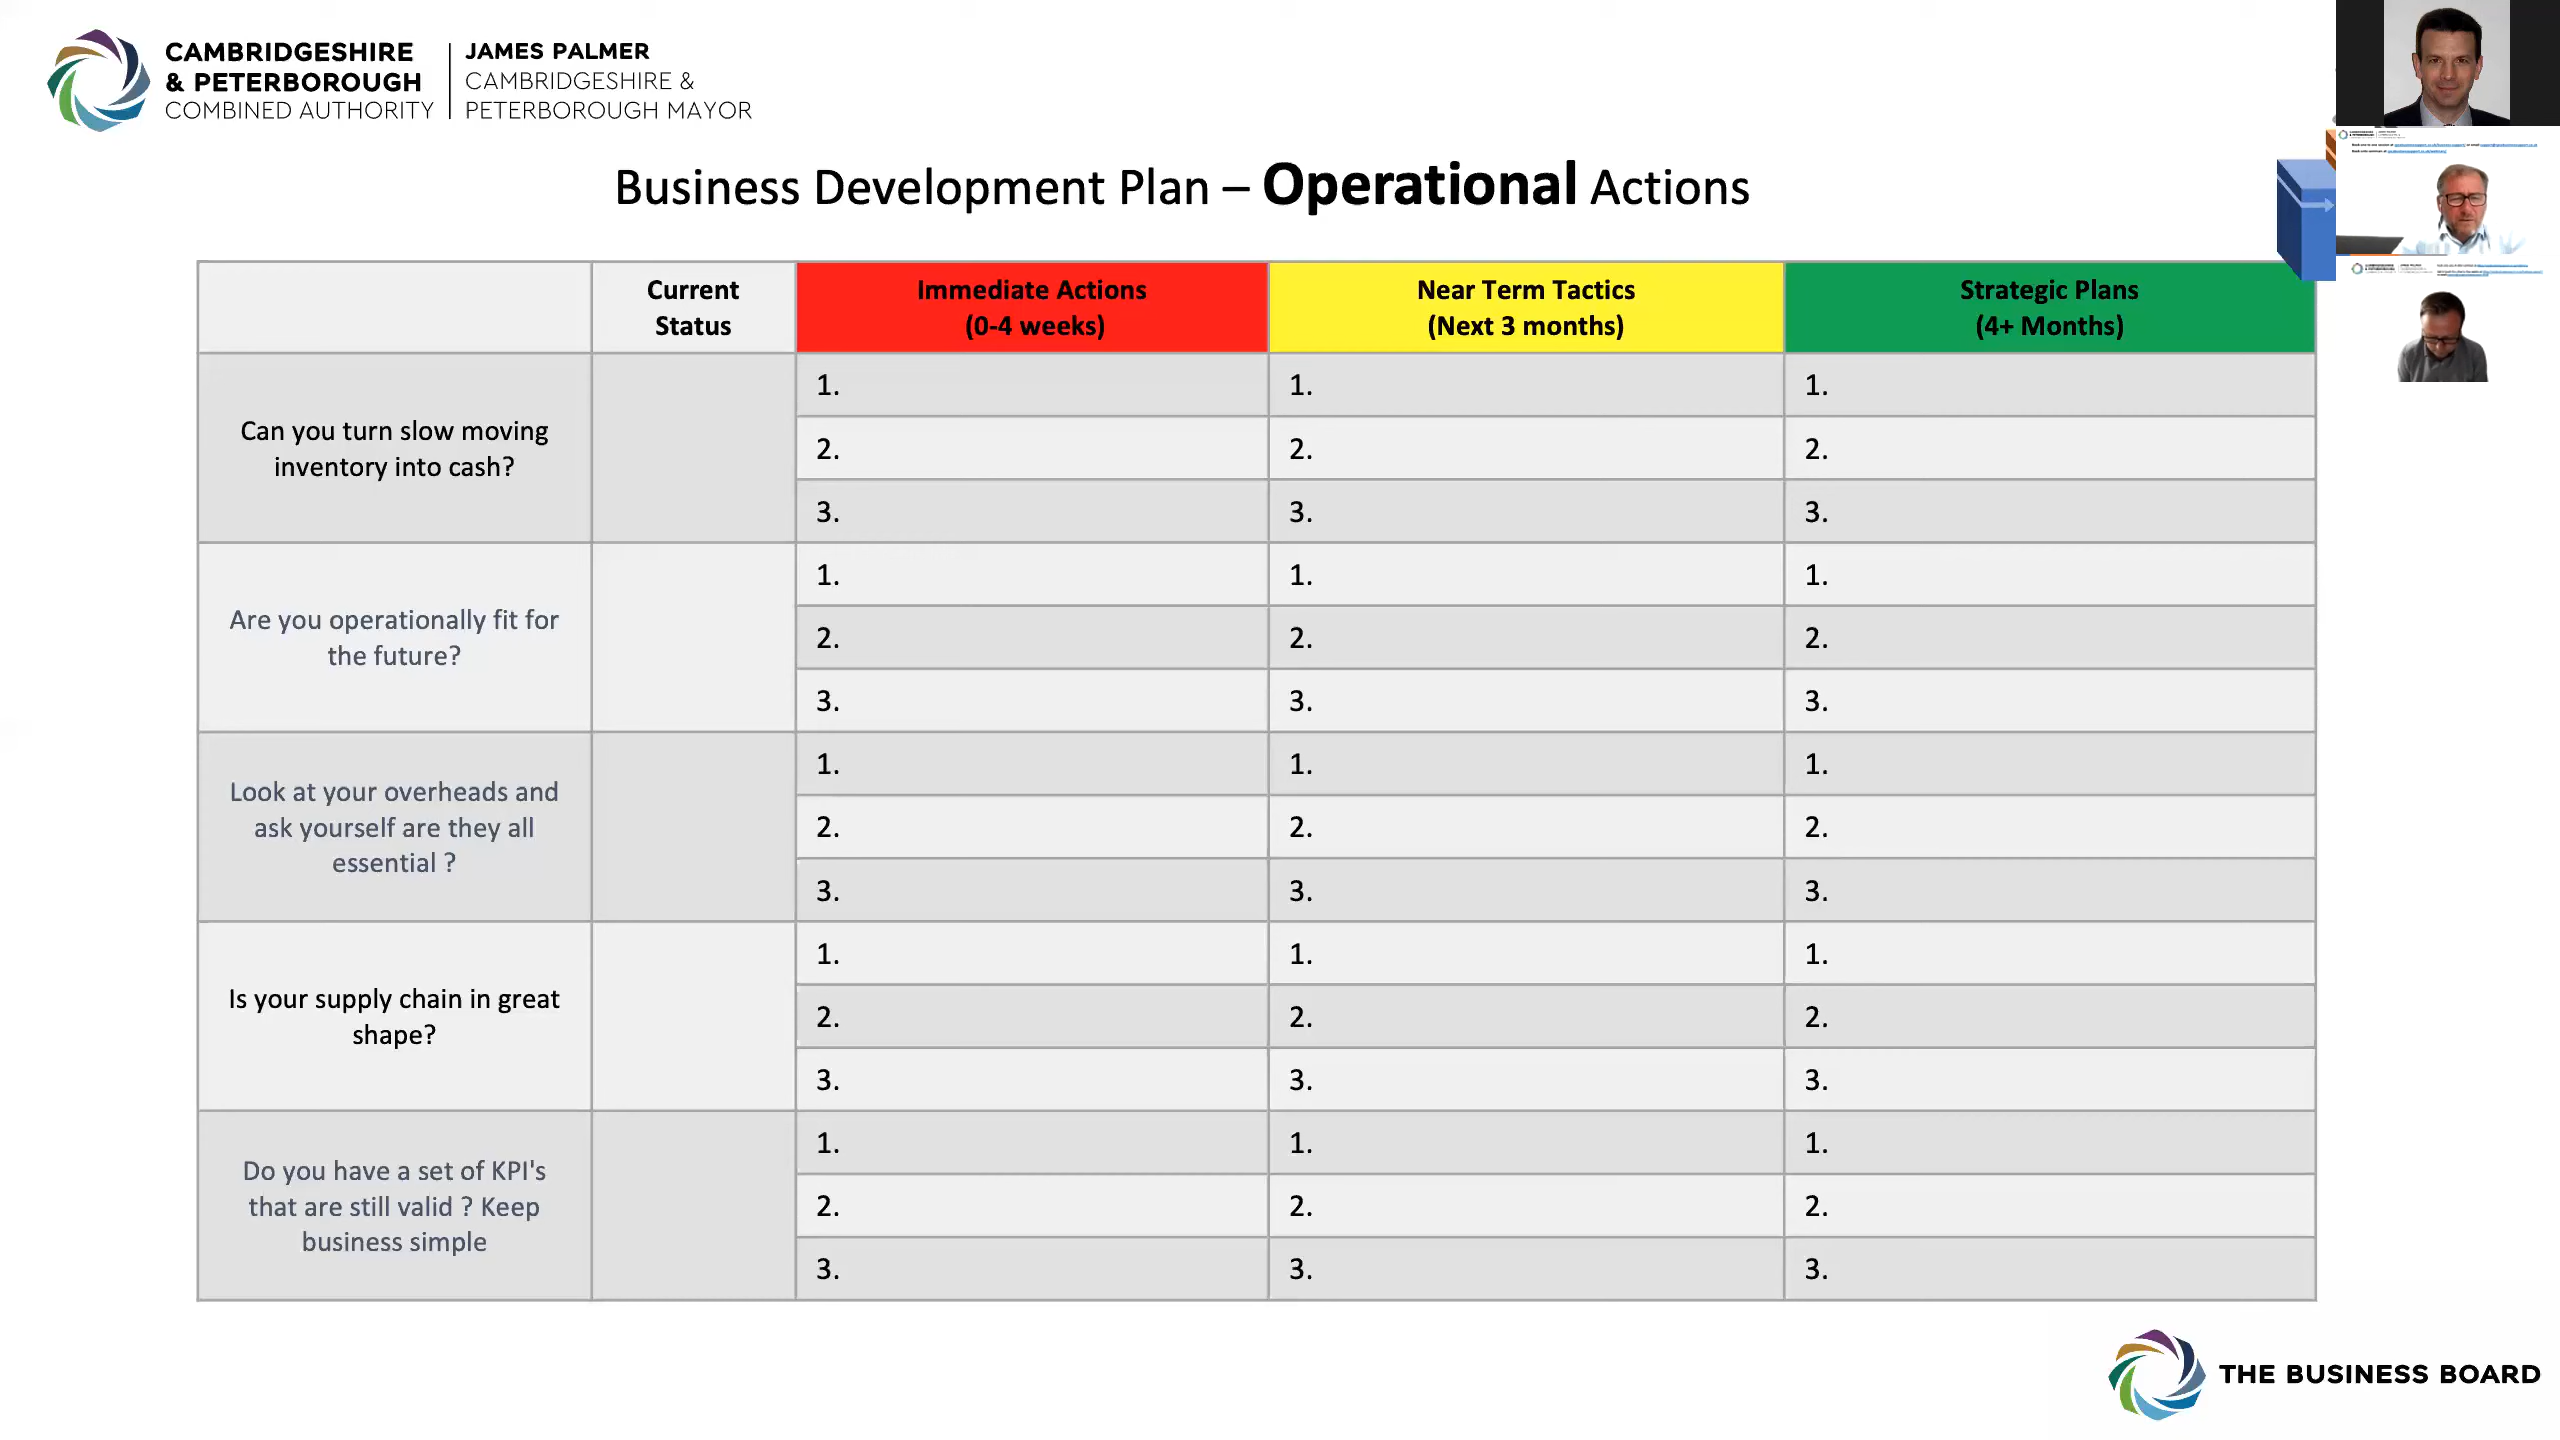 CAMBRIDGESHIRE
& PETERBOROUGH
COMBINED AUTHORITY
JAMES PALMER
CAMBRIDGESHIRE &
PETERBOROUGH MAYOR
Business Development Plan – Operational Actions
Current
Status
Immediate Actions
(0-4 weeks)
Near Term Tactics
(Next 3 months)
Strategic Plans
(4+ Months)
Can you turn slow moving
inventory into cash?
1. 1. 1.
2. 2. 2.
3. 3. 3.
Are you operationally fit for
the future?
1. 1. 1.
2. 2. 2.
3. 3. 3.
Look at your overheads and
ask yourself are they all
essential ?
1. 1. 1.
2. 2. 2.
3. 3. 3.
Is your supply chain in great
shape?
1. 1. 1.
2. 2. 2.
3. 3. 3.
Do you have a set of KPI's
that are still valid ? Keep
business simple
1. 1. 1.
2. 2. 2.
3. 3. 3.
THE BUSINESS BOARD